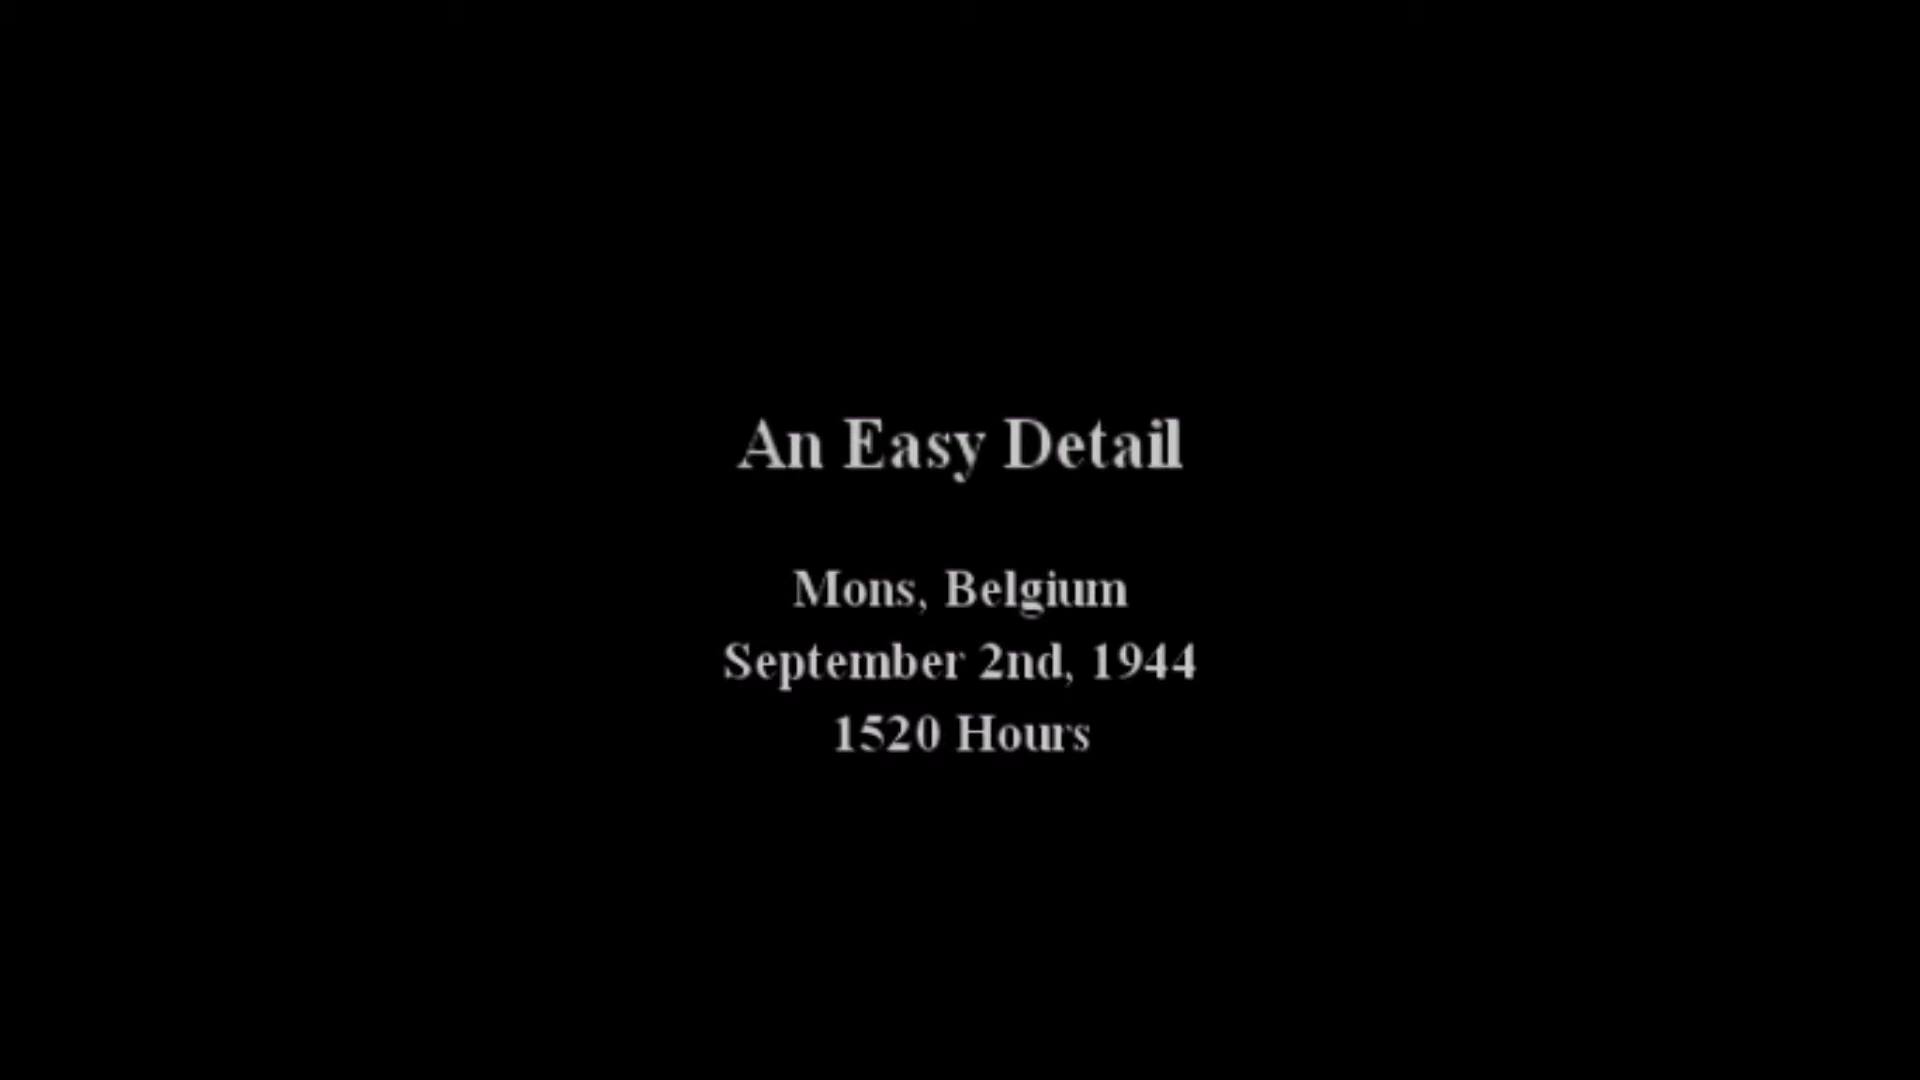 An Easy Detail
Mons, Belgium
September 2nd, 1944
1520 Hours